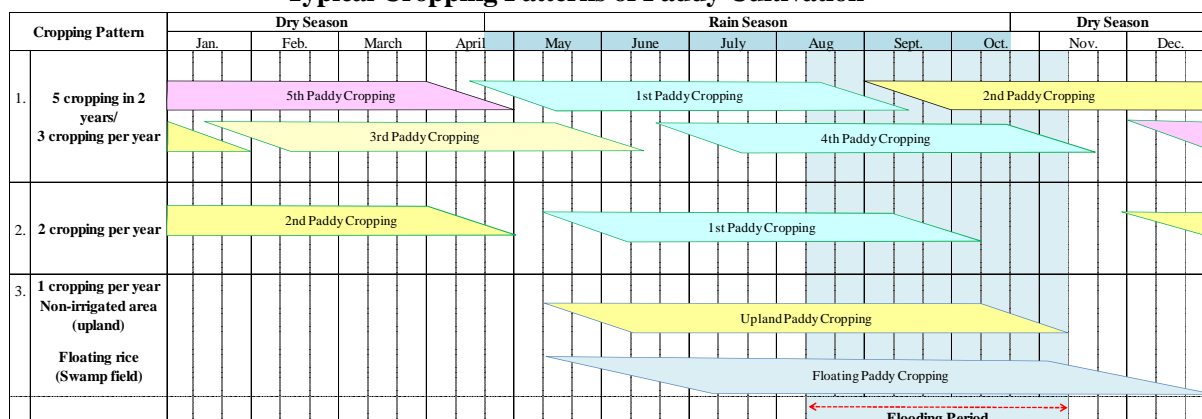 Typical Cropping Patterns of Paddy Cultivation
Cropping Pattern
Dry Season
Rain Season
Dry Season
Jan.
Feb.
March
April
May
June
July
Aug
Sept.
Oct.
Nov.
Dec.
1.
5 cropping in 2
years/
3 cropping per year
5th Paddy Cropping
1st Paddy Cropping
2nd Paddy Cropping
3rd Paddy Cropping
4th Paddy Cropping
2.
2 cropping per year
2nd Paddy Cropping
1st Paddy Cropping
3.
1 cropping per year
Non-irrigated area
(upland)
Upland Paddy Cropping
Floating rice
(Swamp field)
Floating Paddy Cropping
Flooding Period